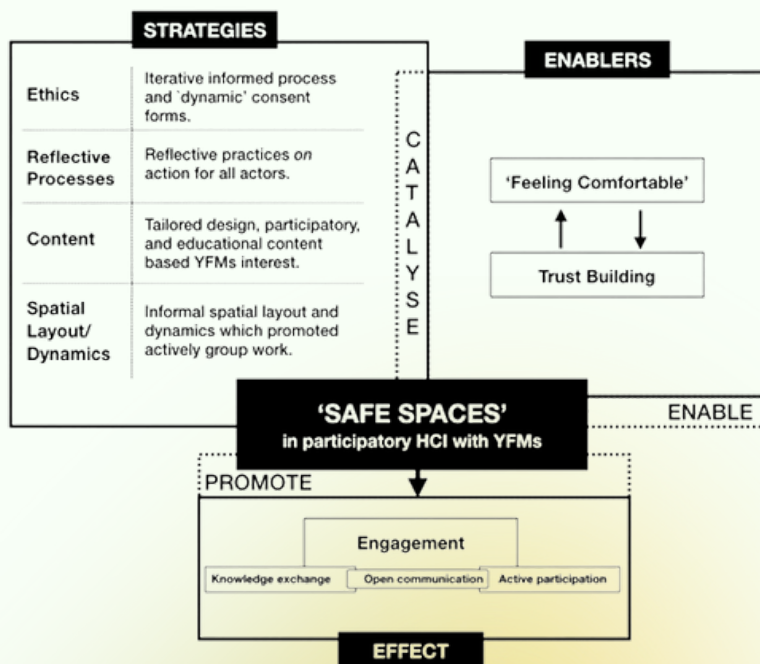 STRATEGIES
Ethics
Iterative informed process
and `dynamic' consent
forms.
Reflective
Processes
Reflective practices on
action for all actors.
Content
Tailored design, participatory,
and educational content
based YFMs interest.
Spatial
Layout/
Dynamics
Informal spatial layout and
dynamics which promoted
actively group work.
CATALYSE
ENABLERS
'Feeling Comfortable'
Trust Building
ENABLE
'SAFE SPACES'
in participatory HCI with YFMs
PROMOTE
Engagement
Knowledge exchange
Open communication
Active participation
EFFECT